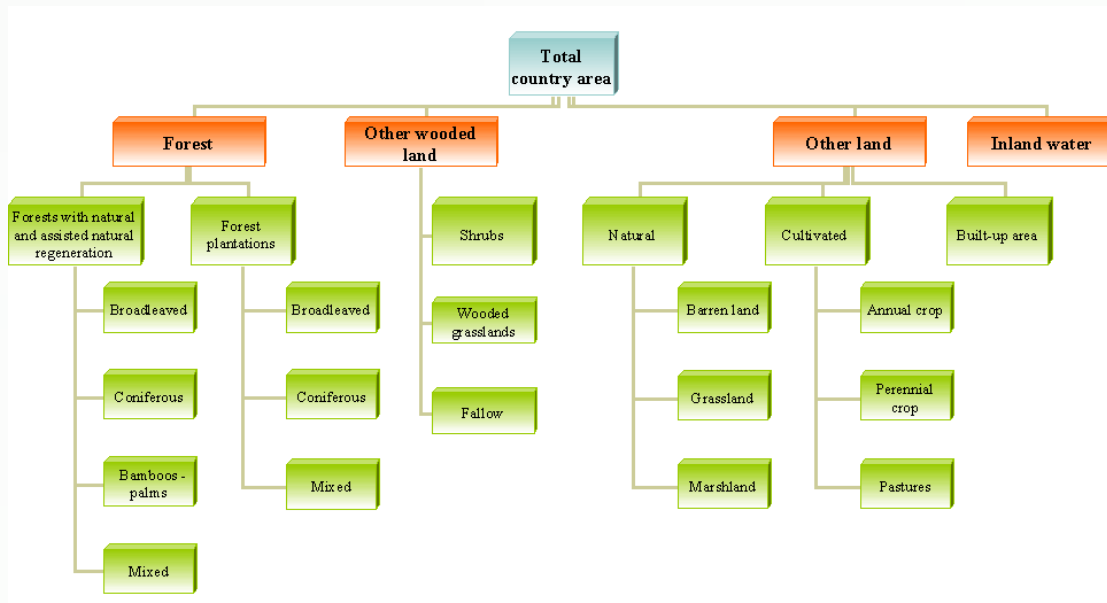 Total
country area
Forest
Other wooded
land
Other land
Inland water
Forests with natural
and assisted natural
regeneration
Forest
plantations
Shrubs
Natural
Cultivated
Built-up area
Broadleaved
Broadleaved
Wooded
grasslands
Barren land
Annual crop
Coniferous
Coniferous
Fallow
Grassland
Perennial
crop
Bamboos -
palms
Mixed
Marshland
Pastures
Mixed